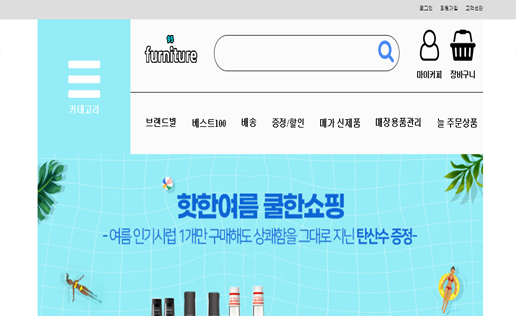 로그인 회원가입 고객센터
99
furniture
마이커피 장바구니
카테고리
브랜드별 베스트100 배송 증정/할인 메가 신제품 매장용품관리 늘 주문상품
핫한여름 쿨한쇼핑
- 여름 인기시럽 1개만 구매해도 상쾌함을 그대로 지닌 탄산수 증정-